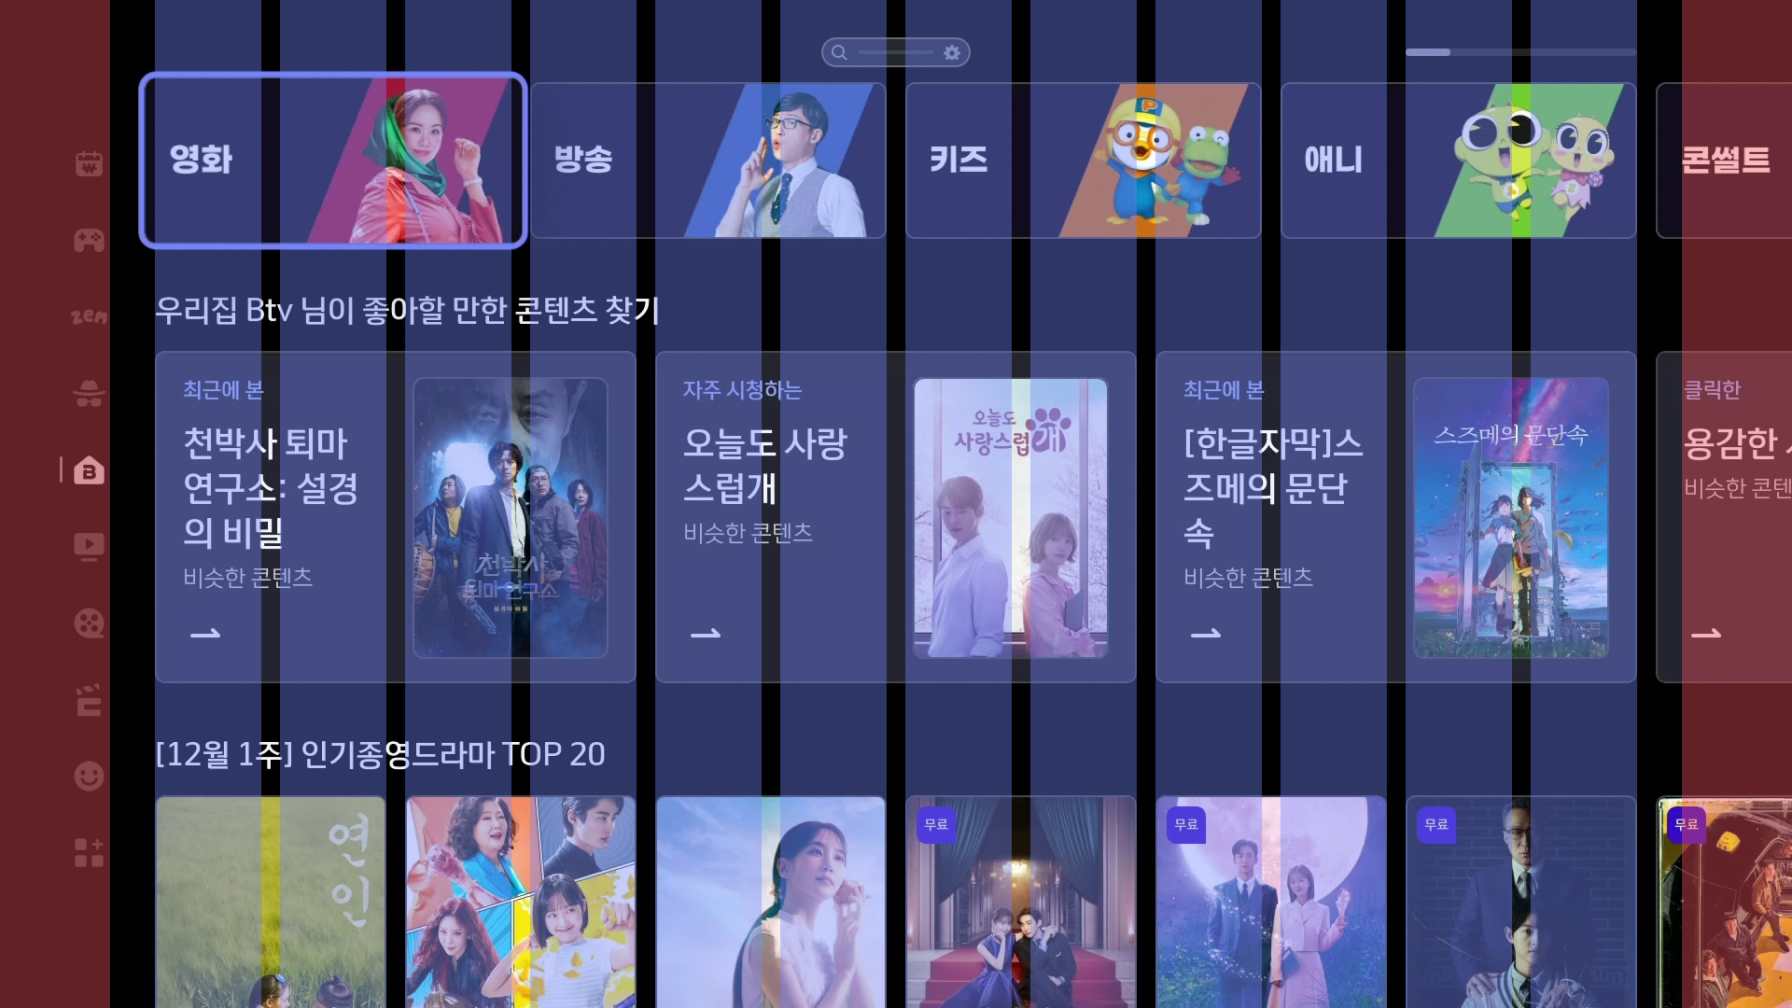 영화
방송
키즈
애니
콘썰트
zem
B
우리집 Btv 님이 좋아할 만한 콘텐츠 찾기
최근에 본
천박사 퇴마
연구소: 설경
의 비밀
비슷한 콘텐츠
천박사
퇴마 연구소
설경의 비밀
자주 시청하는
오늘도 사랑
스럽개
비슷한 콘텐츠
오늘도
사랑스럽개
최근에 본
[한글자막]스
즈메의 문단
속
비슷한 콘텐츠
스즈메의 문단속
클릭한
용감한
비슷한 콘텐
[12월 1주] 인기종영드라마 TOP 20
연
인
무료
무료
무료
무료